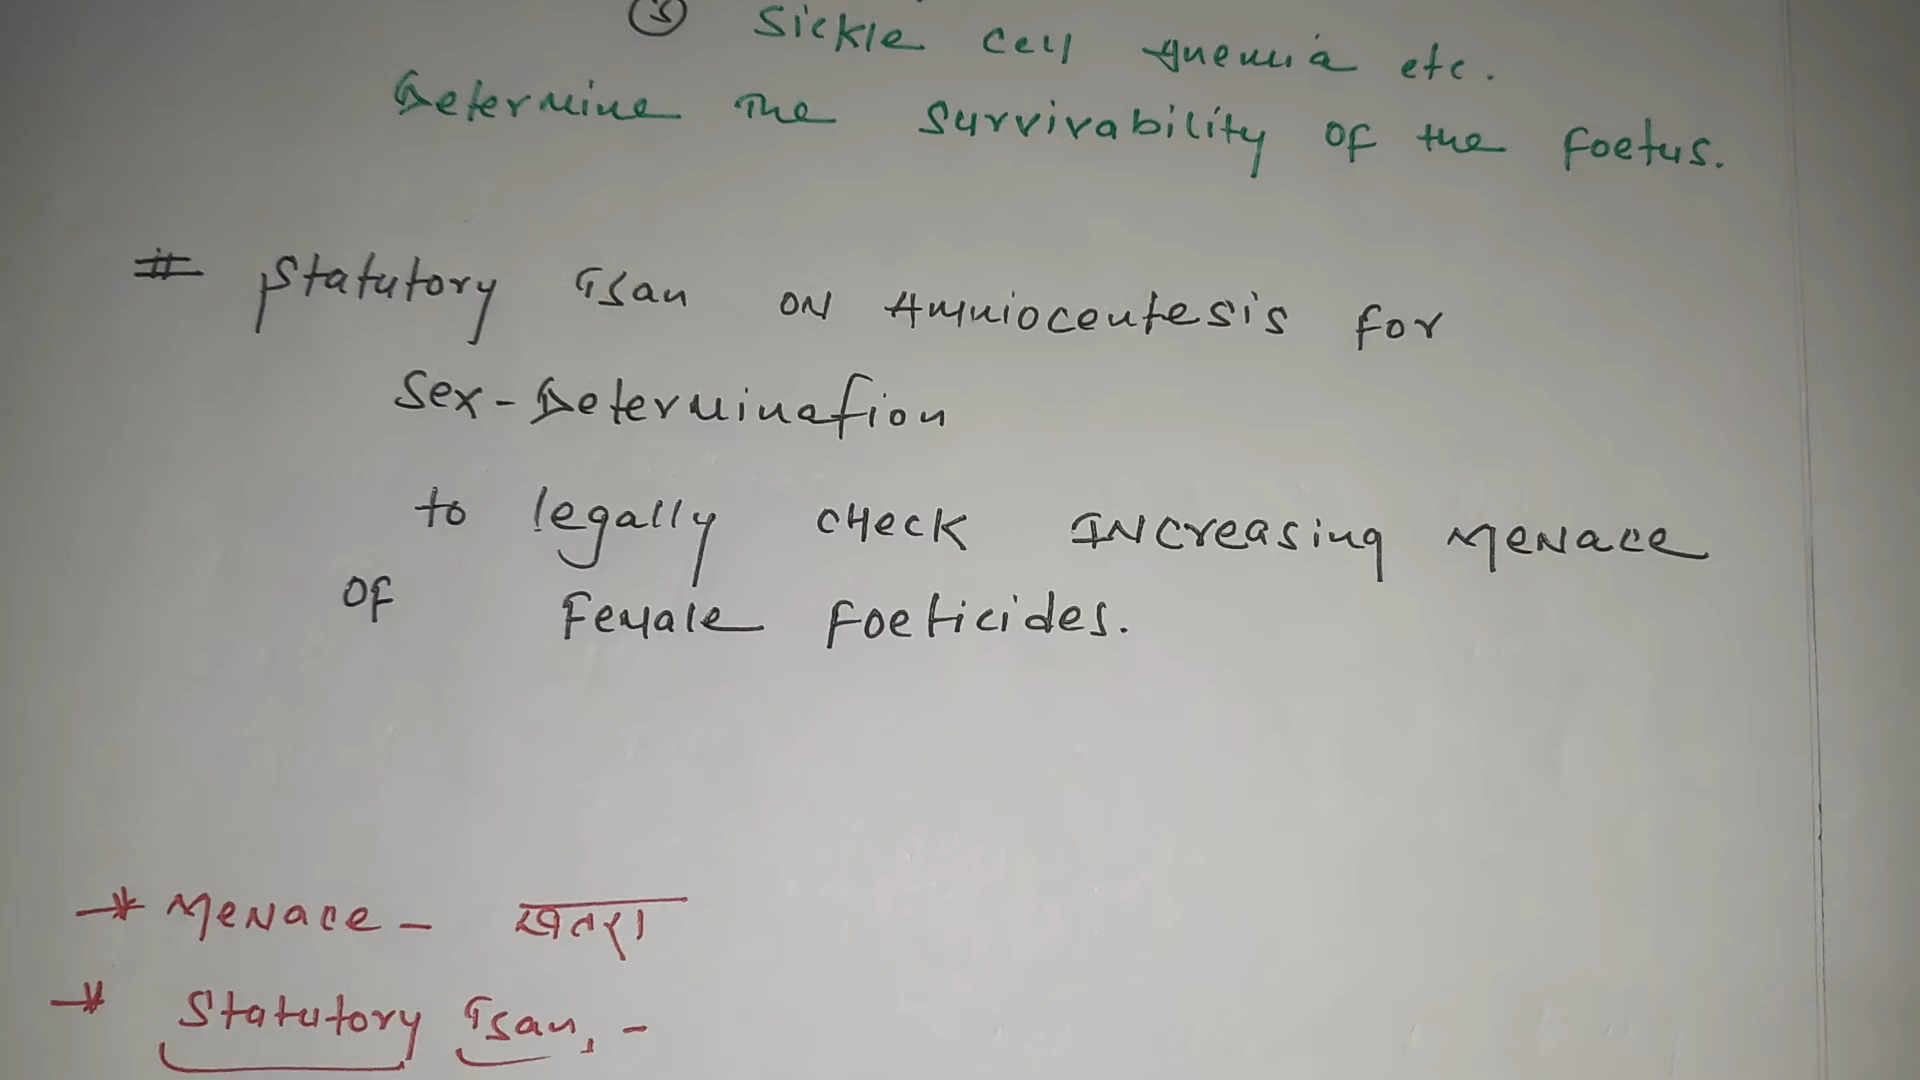 ③ Sickle cell anemia etc.
Determine The Survivability of the foetus.
# Statutory Ban ON Amniocentesis for
Sex-Determination
to legally CHECK INCreasing MeNace
OF Female Foeticides.
→* MeNace - खतरा
→* Statutory Ban, -